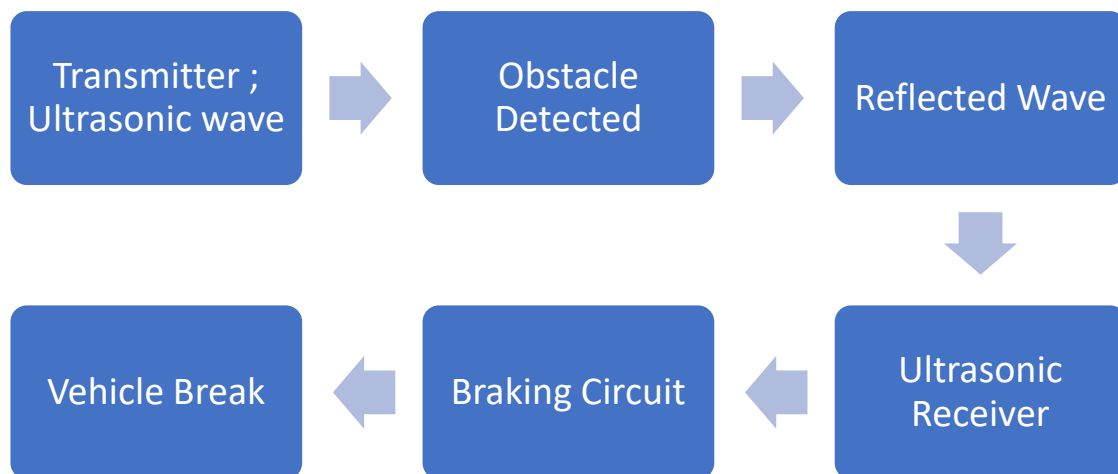 Transmitter ;
Ultrasonic wave
Obstacle
Detected
Reflected Wave
Ultrasonic
Receiver
Braking Circuit
Vehicle Break